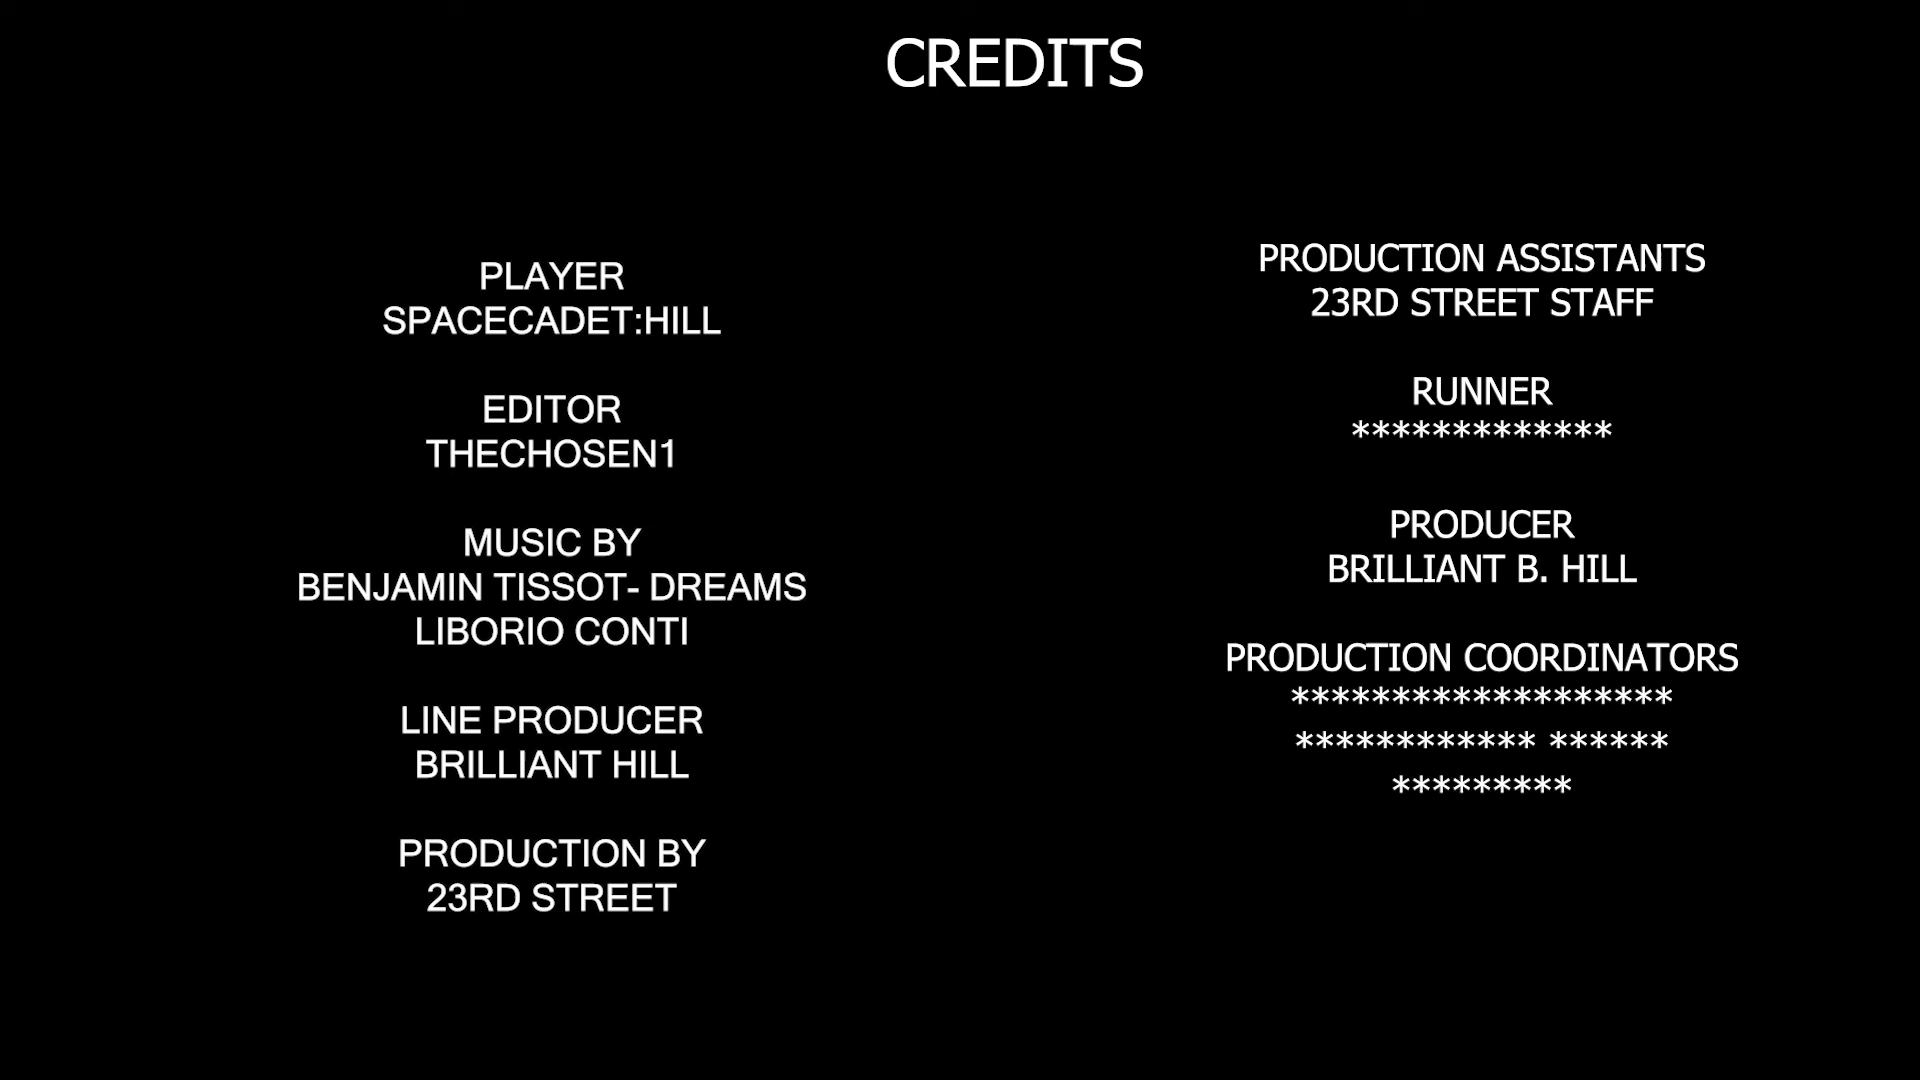 CREDITS
PLAYER
SPACECADET:HILL
EDITOR
THECHOSEN1
MUSIC BY
BENJAMIN TISSOT- DREAMS
LIBORIO CONTI
LINE PRODUCER
BRILLIANT HILL
PRODUCTION BY
23RD STREET
PRODUCTION ASSISTANTS
23RD STREET STAFF
RUNNER
*************
PRODUCER
BRILLIANT B. HILL
PRODUCTION COORDINATORS
*******************
************ ******
*********